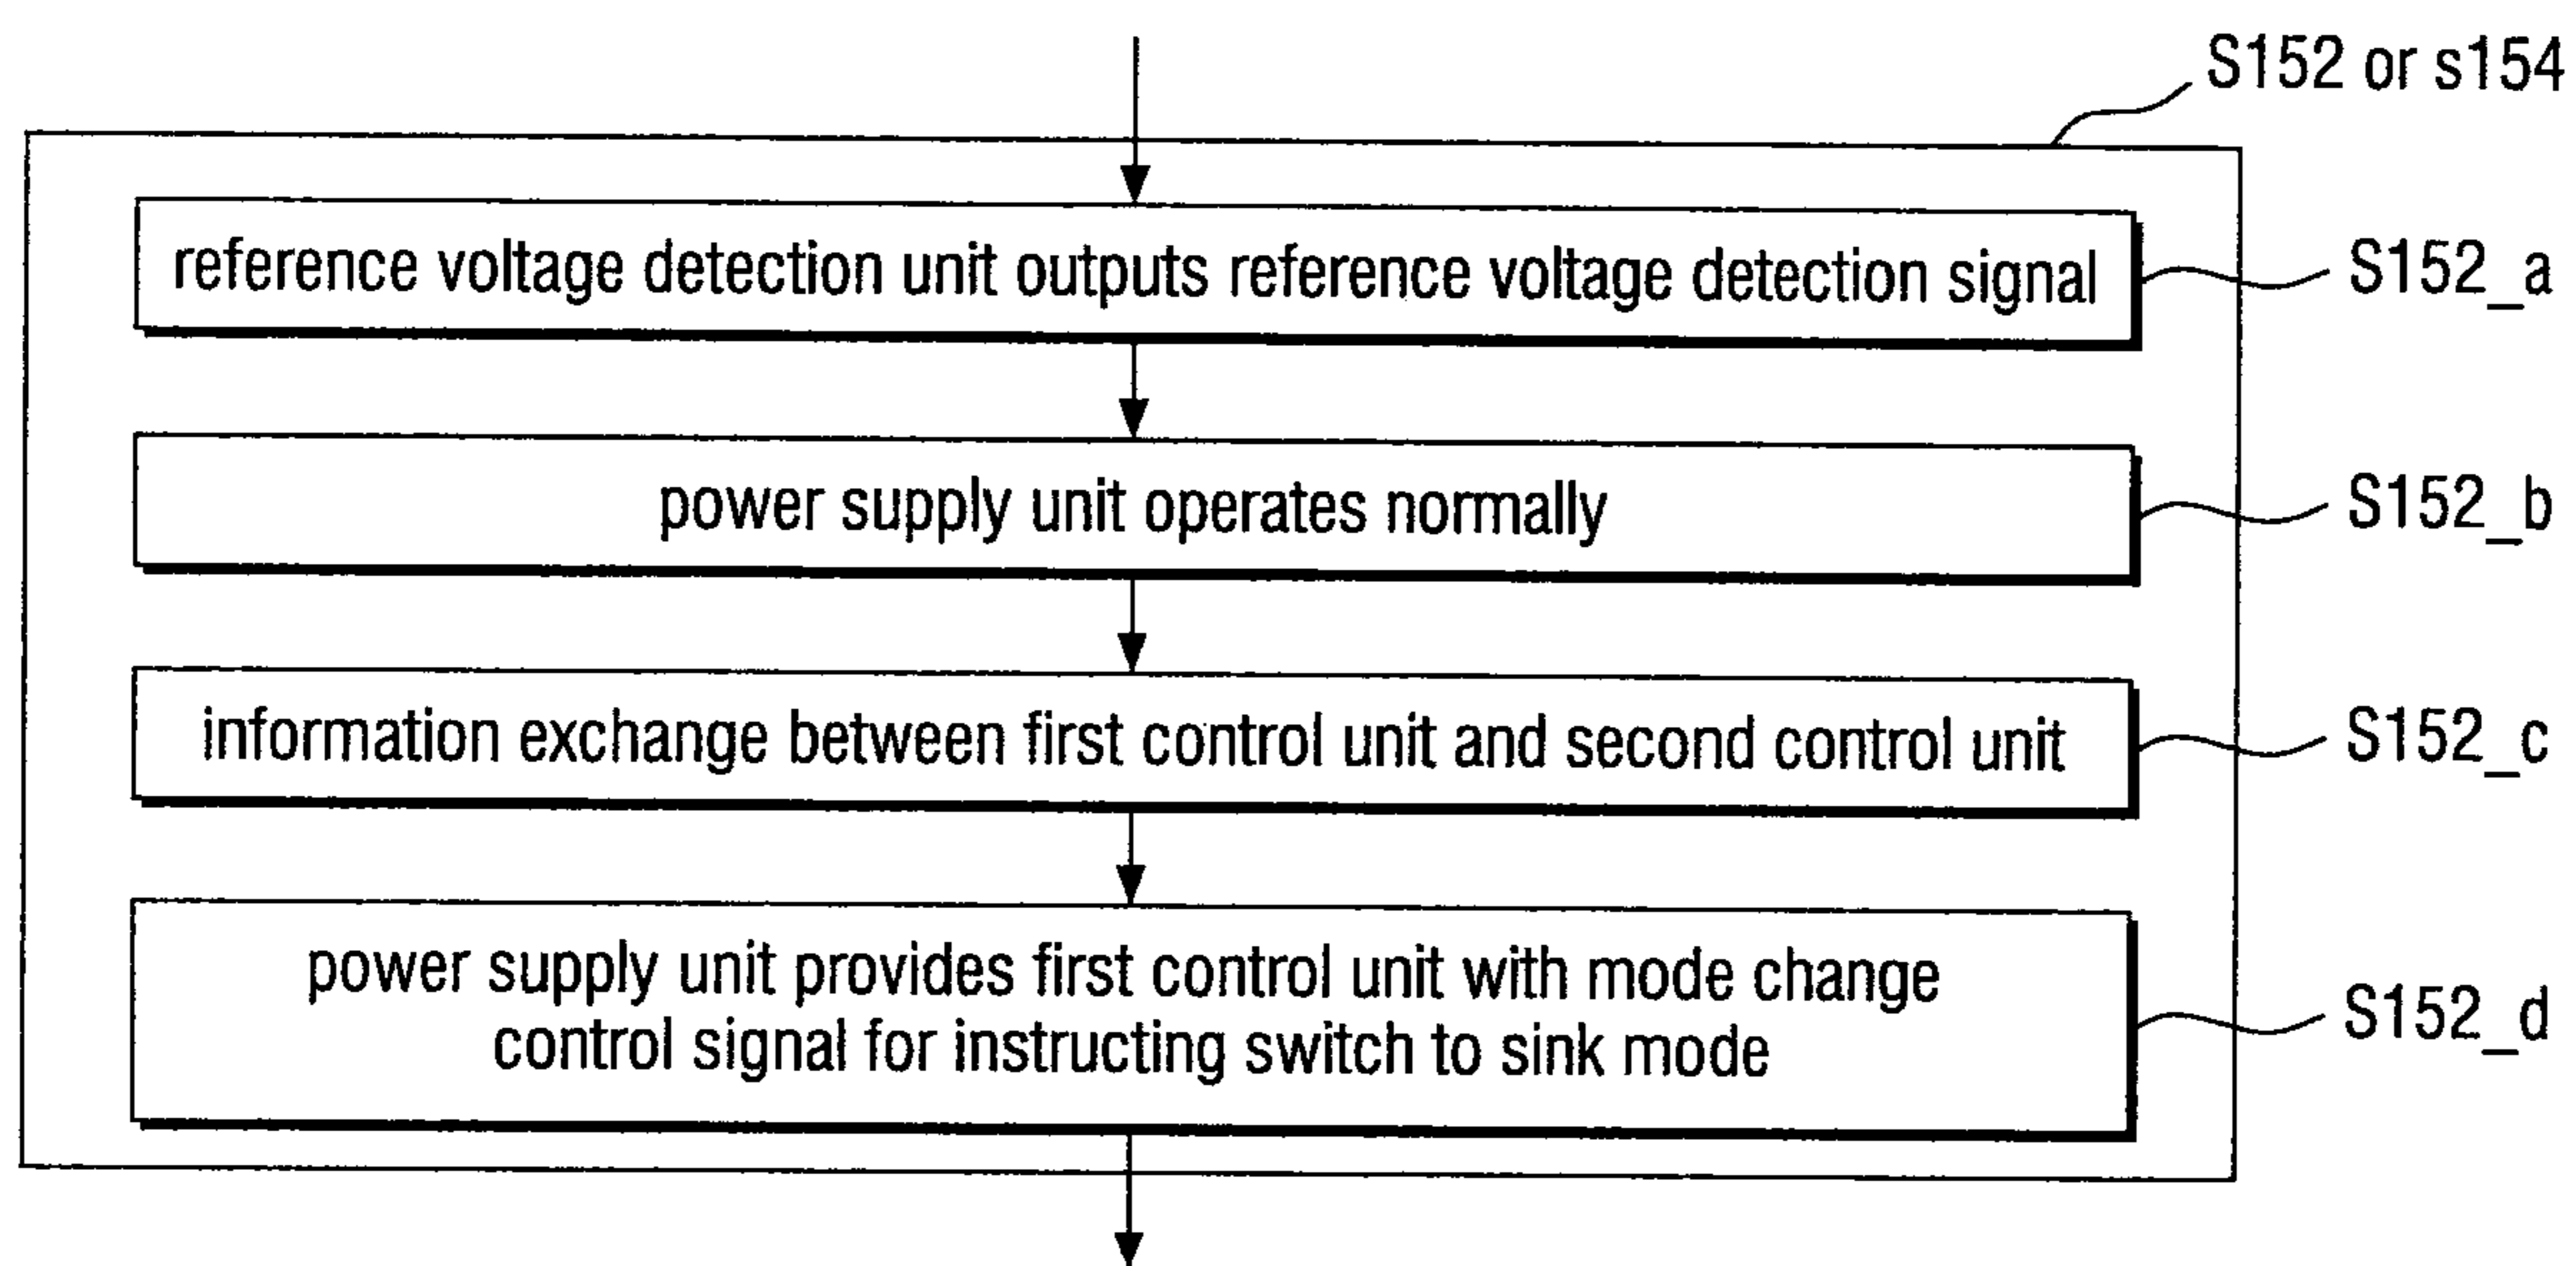 S152 or s154
reference voltage detection unit outputs reference voltage detection signal
S152_a
power supply unit operates normally
S152_b
information exchange between first control unit and second control unit
S152_c
power supply unit provides first control unit with mode change
control signal for instructing switch to sink mode
S152_d